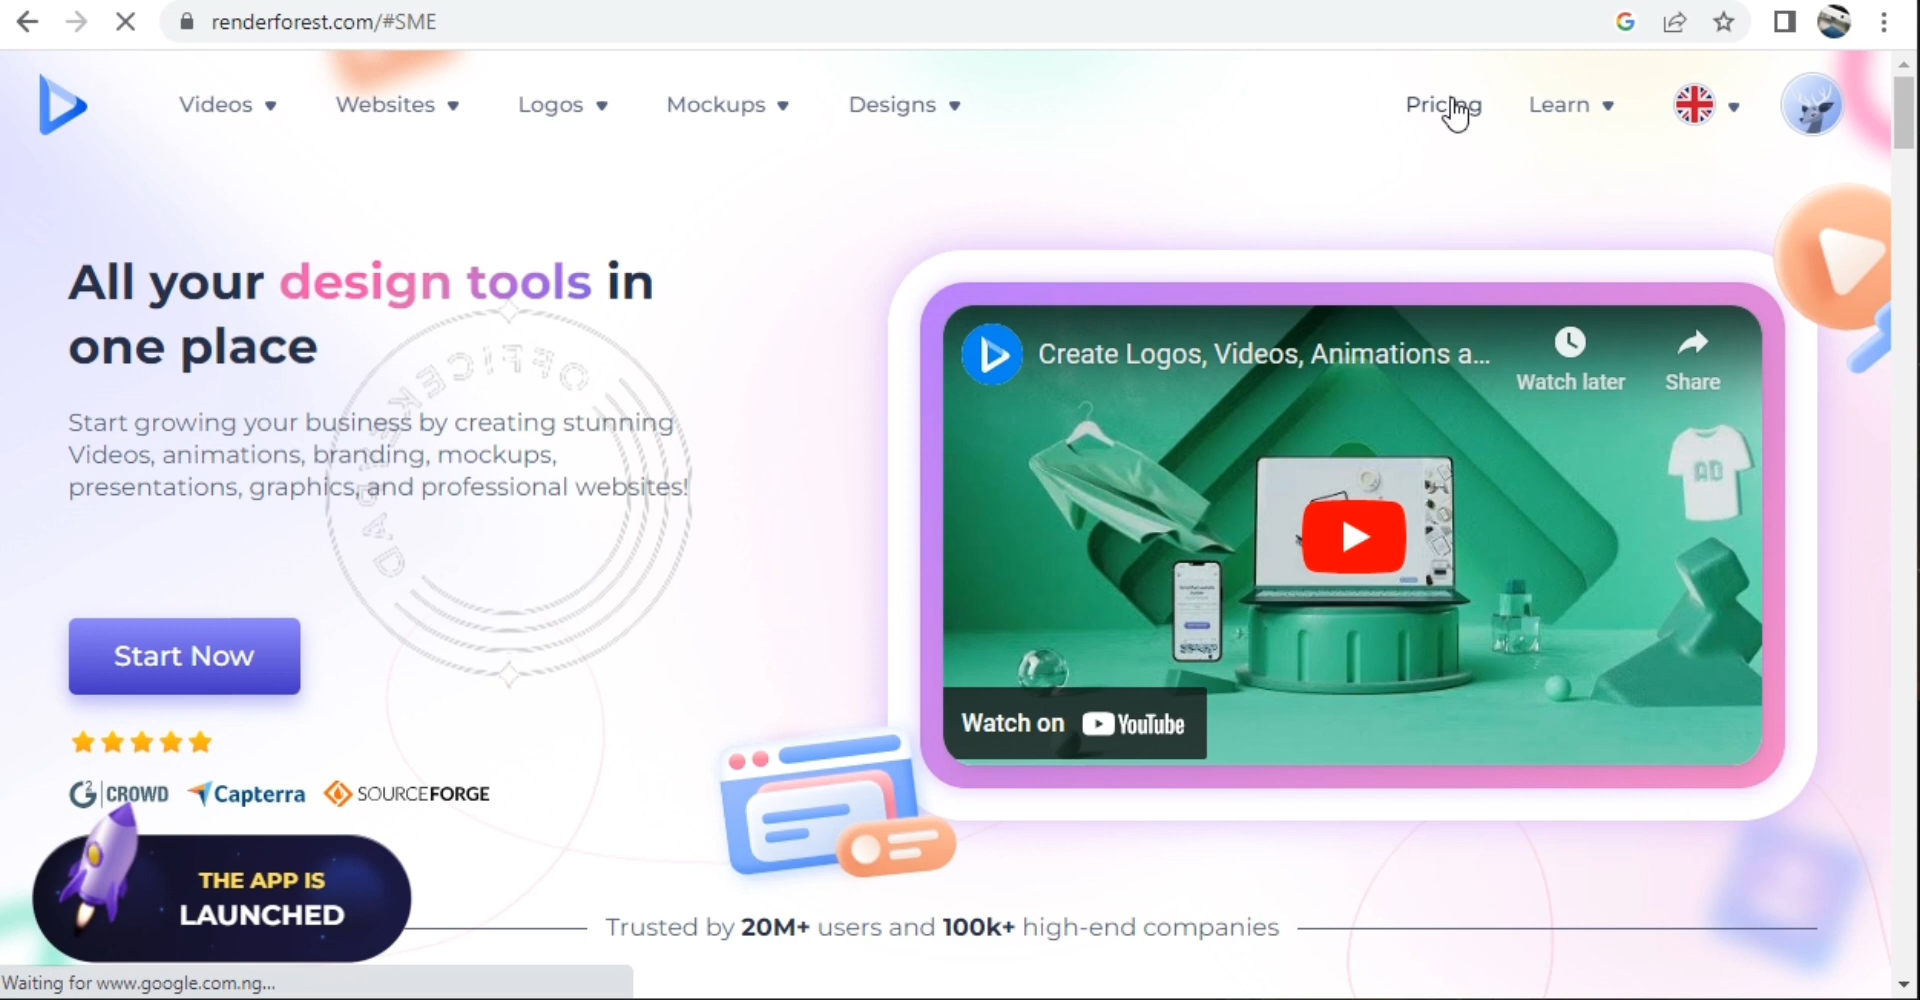 renderforest.com/#SME
Videos
Websites
Logos
Mockups
Designs
Pricing
Learn
All your design tools in
one place
Start growing your business by creating stunning
Videos, animations, branding, mockups,
presentations, graphics, and professional websites!
OFFICEKEDADA
Start Now
G2 | CROWD
Capterra
SOURCEFORGE
THE APP IS
LAUNCHED
Create Logos, Videos, Animations a...
Watch later
Share
AD
Watch on YouTube
Trusted by 20M+ users and 100k+ high-end companies
Waiting for www.google.com.ng...